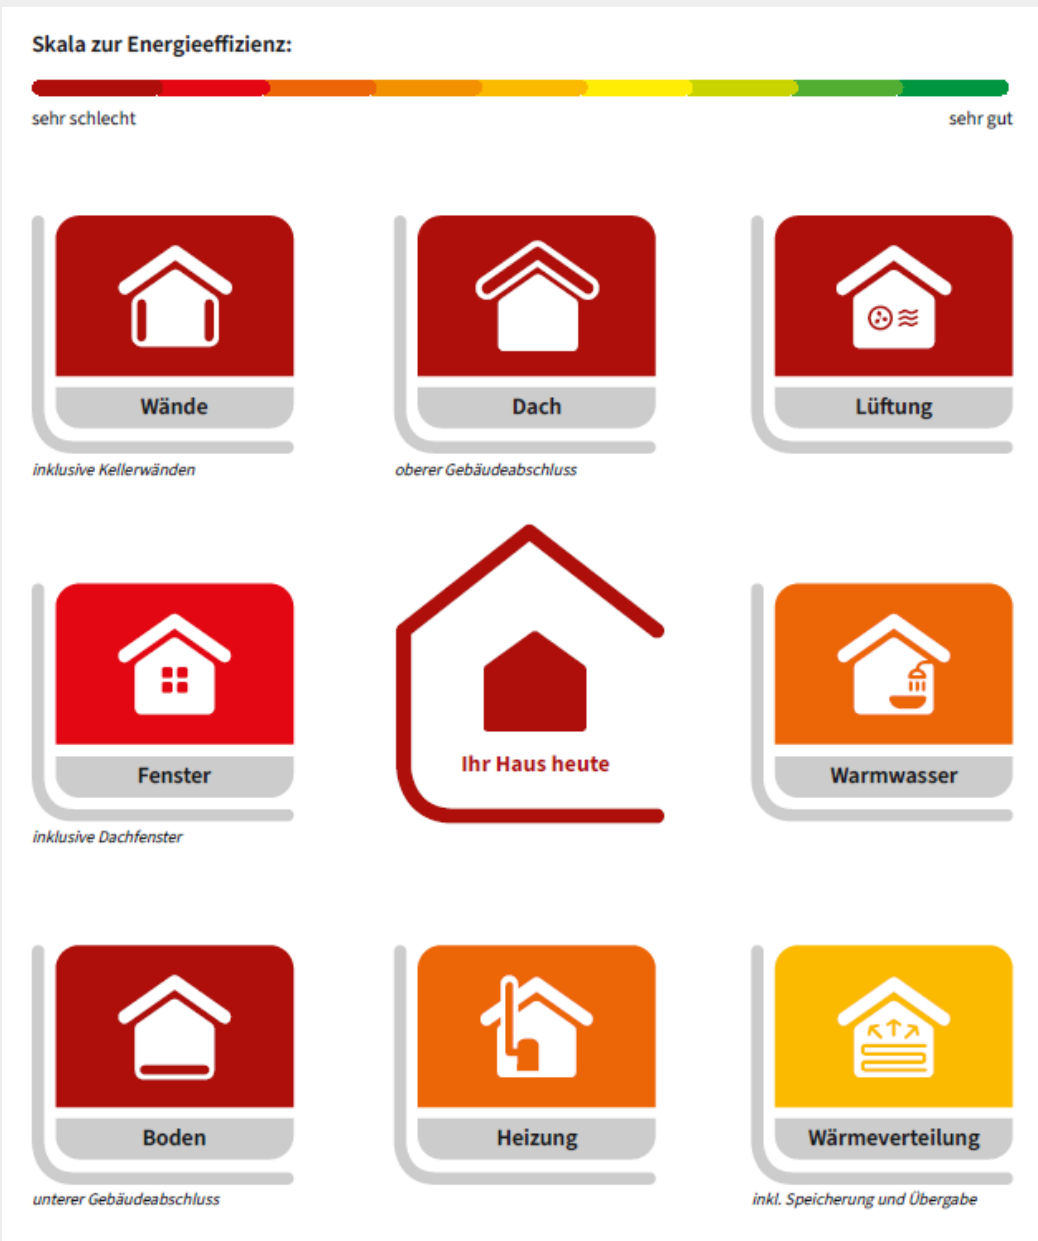 Skala zur Energieeffizienz:
sehr schlecht
sehr gut
Wände
Dach
Lüftung
inklusive Kellerwänden
oberer Gebäudeabschluss
Ihr Haus heute
Fenster
Warmwasser
inklusive Dachfenster
Boden
Heizung
Wärmeverteilung
unterer Gebäudeabschluss
inkl. Speicherung und Übergabe